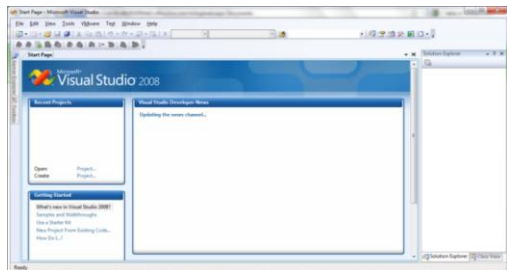 Start Page - Microsoft Visual Studio
File Edit View Tools VMware Test Window Help
Start Page
Solution Explorer
Microsoft
Visual Studio 2008
Recent Projects
Visual Studio Developer News
Updating the news channel...
Open: Project...
Create: Project...
Getting Started
What's new in Visual Studio 2008?
Samples and Walkthroughs
Use a Starter Kit
New Project From Existing Code...
How Do I...?
Solution Explorer Class View
Ready